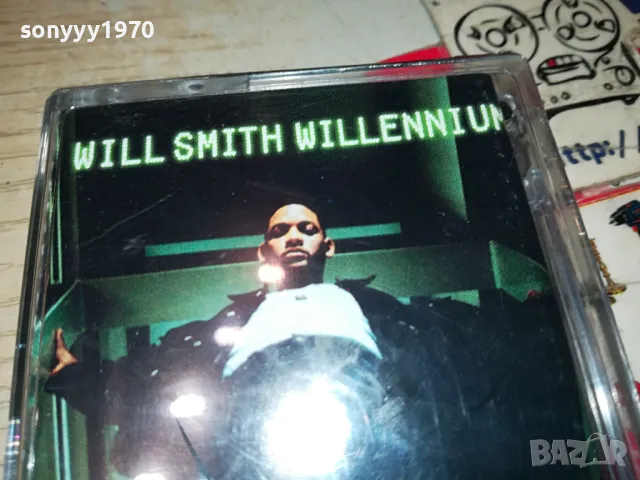 sonyyy1970
WILL SMITH WILLENNIUM
http:/
BAZAR